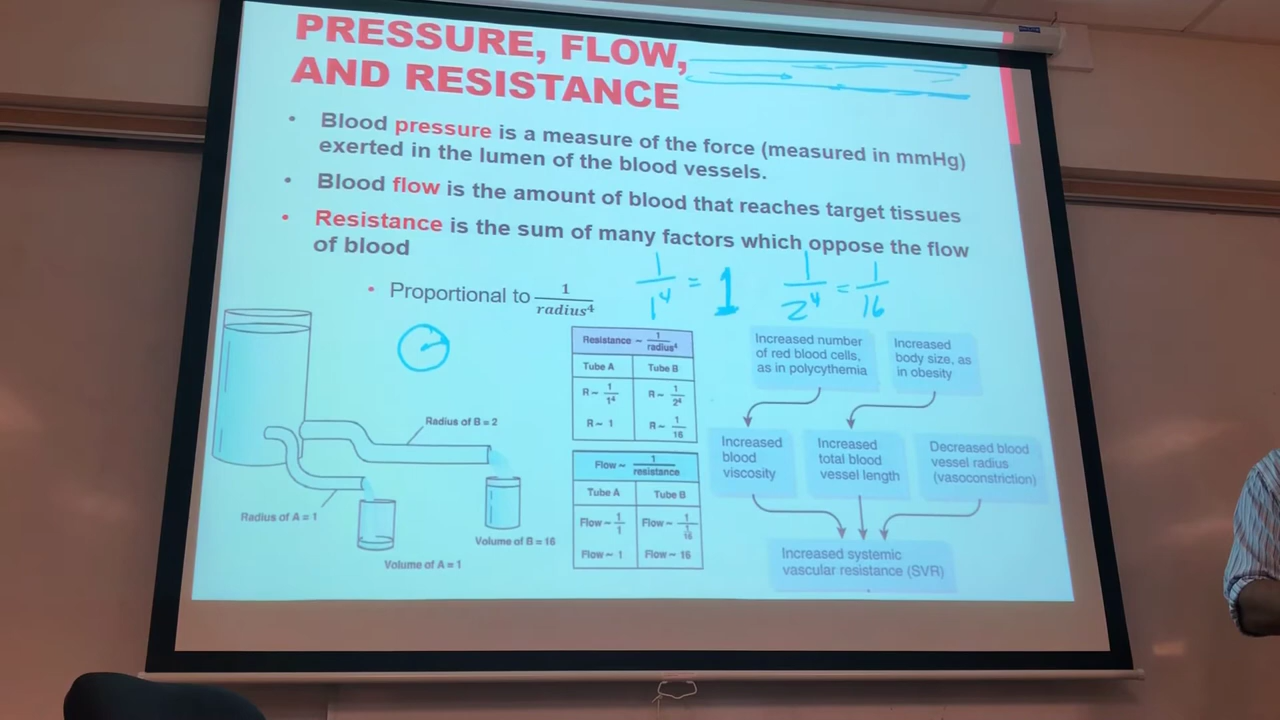 PRESSURE, FLOW,
AND RESISTANCE
• Blood pressure is a measure of the force (measured in mmHg)
exerted in the lumen of the blood vessels.
• Blood flow is the amount of blood that reaches target tissues
• Resistance is the sum of many factors which oppose the flow
of blood
• Proportional to 1/radius⁴
1/1⁴ = 1
1/2⁴ = 1/16
Radius of B = 2
Radius of A = 1
Volume of B = 16
Volume of A = 1
Resistance ~ 1/radius⁴
Tube A Tube B
R ~ 1/1⁴ R ~ 1/2⁴
R ~ 1 R ~ 1/16
Flow ~ 1/resistance
Tube A Tube B
Flow ~ 1/1 Flow ~ 1/(1/16)
Flow ~ 1 Flow ~ 16
Increased number
of red blood cells,
as in polycythemia
Increased
body size, as
in obesity
Increased
blood
viscosity
Increased
total blood
vessel length
Decreased blood
vessel radius
(vasoconstriction)
Increased systemic
vascular resistance (SVR)